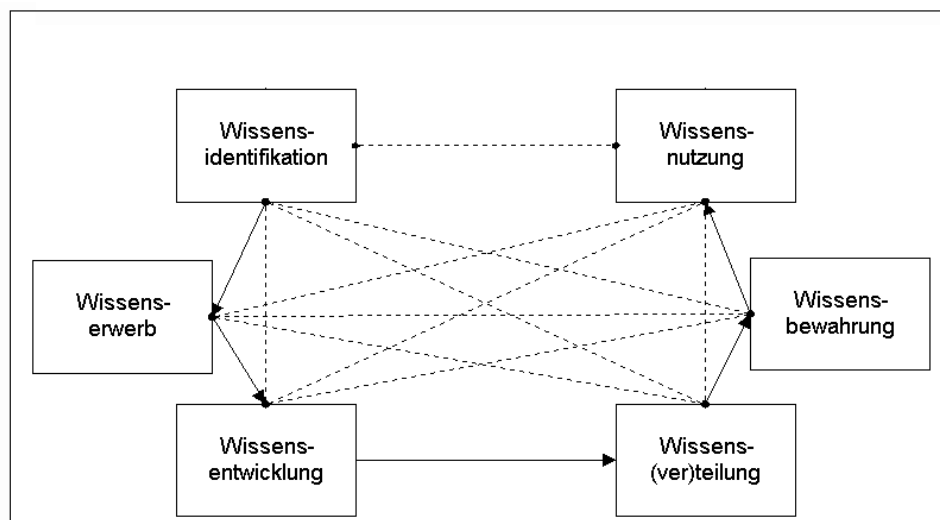 Wissens-
identifikation
Wissens-
nutzung
Wissens-
erwerb
Wissens-
bewahrung
Wissens-
entwicklung
Wissens-
(ver)teilung